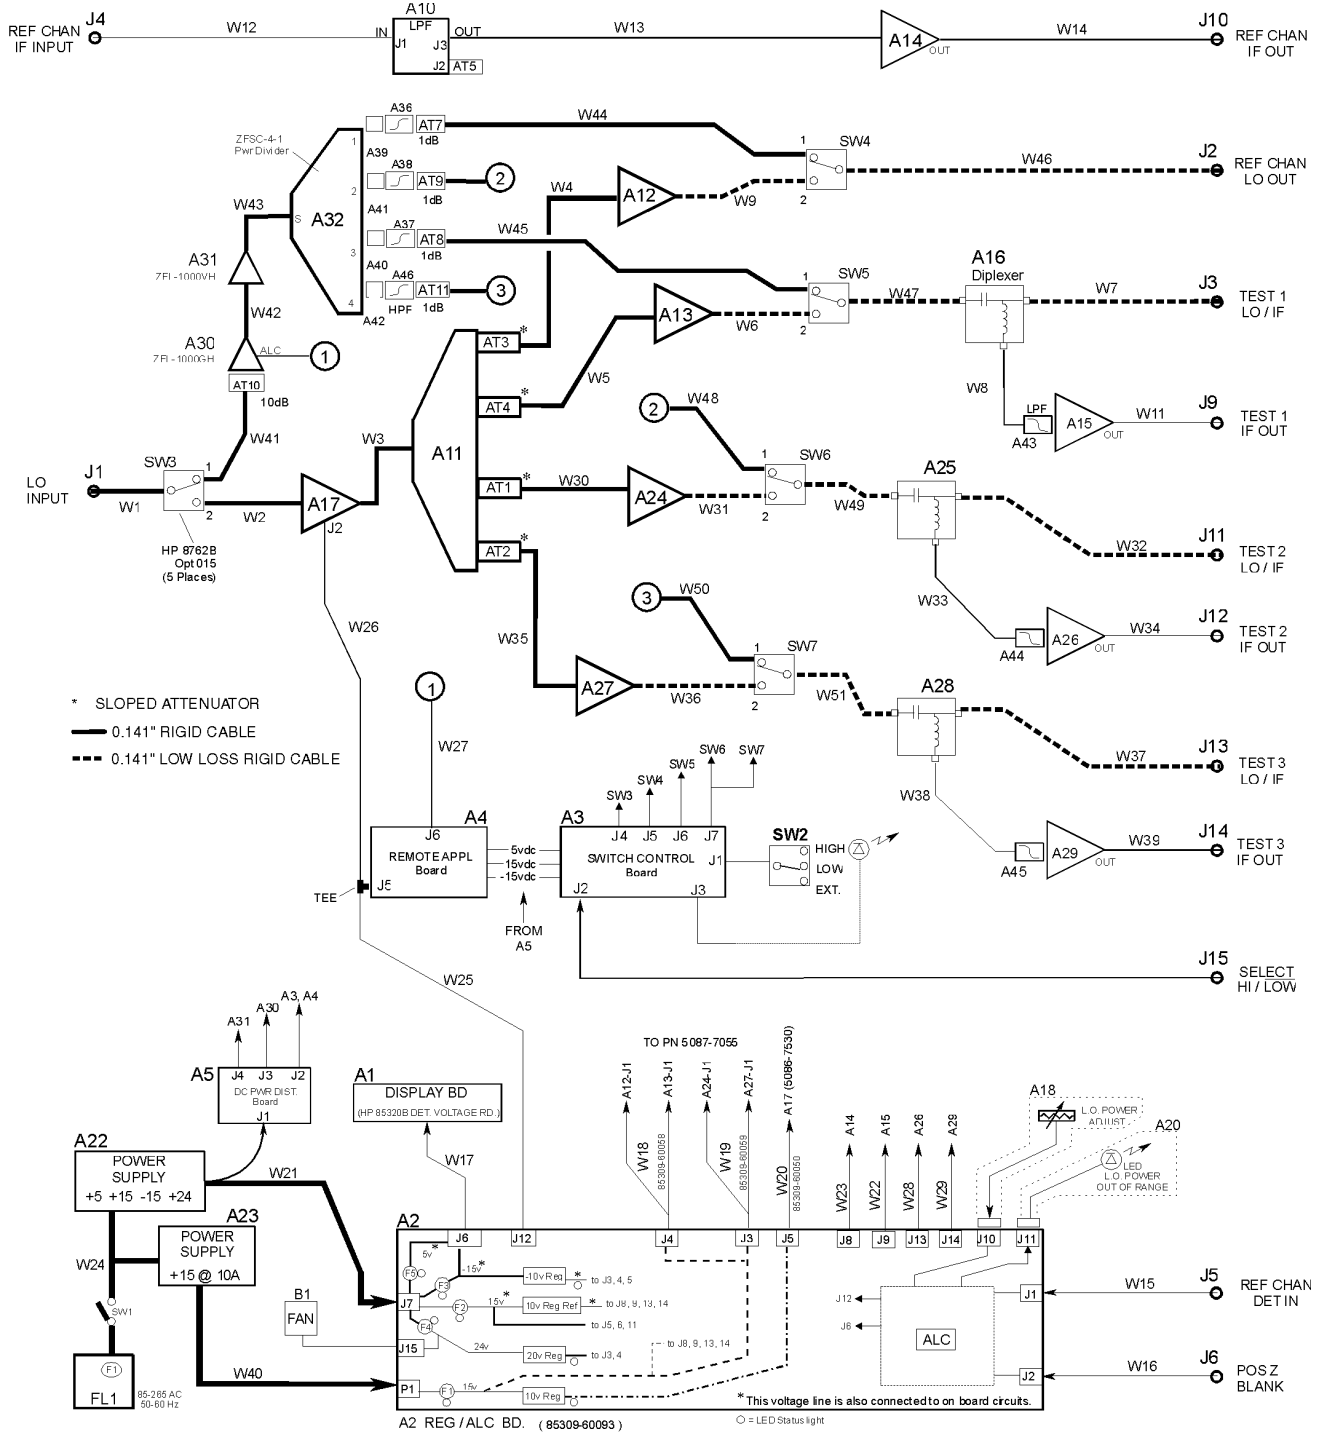 J4
REF CHAN
IF INPUT
W12
IN
A10
LPF
J1
J3
J2
OUT
AT5
W13
A14
OUT
W14
J10
REF CHAN
IF OUT
ZFSC-4-1
Pwr Divider
A36
AT7
1dB
A39
A38
AT9
1dB
2
A41
A37
AT8
1dB
A40
A46
AT11
HPF
1dB
3
A42
1
2
3
4
S
A32
W44
W45
W4
A12
W9
1
2
SW4
W46
J2
REF CHAN
LO OUT
W43
A31
ZFL-1000VH
W42
A30
ZFL-1000GH
ALC
1
AT10
10dB
W41
A13
W6
W5
1
2
SW5
W47
A16
Diplexer
W7
J3
TEST 1
LO / IF
W8
LPF
A43
A15
OUT
W11
J9
TEST 1
IF OUT
AT3
*
AT4
*
AT1
*
AT2
*
A11
W3
LO
INPUT
J1
W1
SW3
1
2
W2
A17
J2
HP 8762B
Opt 015
(5 Places)
W30
A24
W31
2
W48
1
2
SW6
W49
A25
W32
J11
TEST 2
LO / IF
W33
A44
A26
OUT
W34
J12
TEST 2
IF OUT
W26
W35
A27
W36
3
W50
1
2
SW7
W51
A28
W37
J13
TEST 3
LO / IF
W38
A45
A29
OUT
W39
J14
TEST 3
IF OUT
* SLOPED ATTENUATOR
0.141" RIGID CABLE
0.141" LOW LOSS RIGID CABLE
1
W27
A4
J6
REMOTE APPL
Board
J5
TEE
5vdc
15vdc
-15vdc
FROM
A5
A3
SW3
SW4
SW5
SW6
SW7
J4
J5
J6
J7
SWITCH CONTROL
Board
J1
J2
J3
SW2
HIGH
LOW
EXT.
J15
SELECT
HI / LOW
W25
A31
A30
A3, A4
A5
J4
J3
J2
DC PWR DIST.
Board
J1
A1
DISPLAY BD
(HP 85320B DET. VOLTAGE RD.)
W17
TO PN 5087-7055
A12-J1
A13-J1
A24-J1
A27-J1
A17 (5086-7530)
W18
85309-60058
W19
85309-60059
W20
85309-60050
A14
A15
A26
A29
W23
W22
W28
W29
A18
L.O. POWER
ADJUST
A20
LED
L.O. POWER
OUT OF RANGE
A22
POWER
SUPPLY
+5 +15 -15 +24
W21
A23
POWER
SUPPLY
+15 @ 10A
W24
SW1
F1
FL1
85-265 AC
50-60 Hz
B1
FAN
W40
A2
J6
J12
J4
J3
J5
J8
J9
J13
J14
J10
J11
5v
*
F5
F3
-15v
*
-10v Reg
*
to J3, 4, 5
J7
F2
15v
*
10v Reg Ref
*
to J8, 9, 13, 14
to J5, 6, 11
F4
J15
24v
20v Reg
to J3, 4
to J8, 9, 13, 14
P1
F1
15v
10v Reg
J12
J6
ALC
J1
J2
W15
J5
REF CHAN
DET IN
W16
J6
POS Z
BLANK
* This voltage line is also connected to on board circuits.
A2 REG / ALC BD. ( 85309-60093 )
= LED Status light